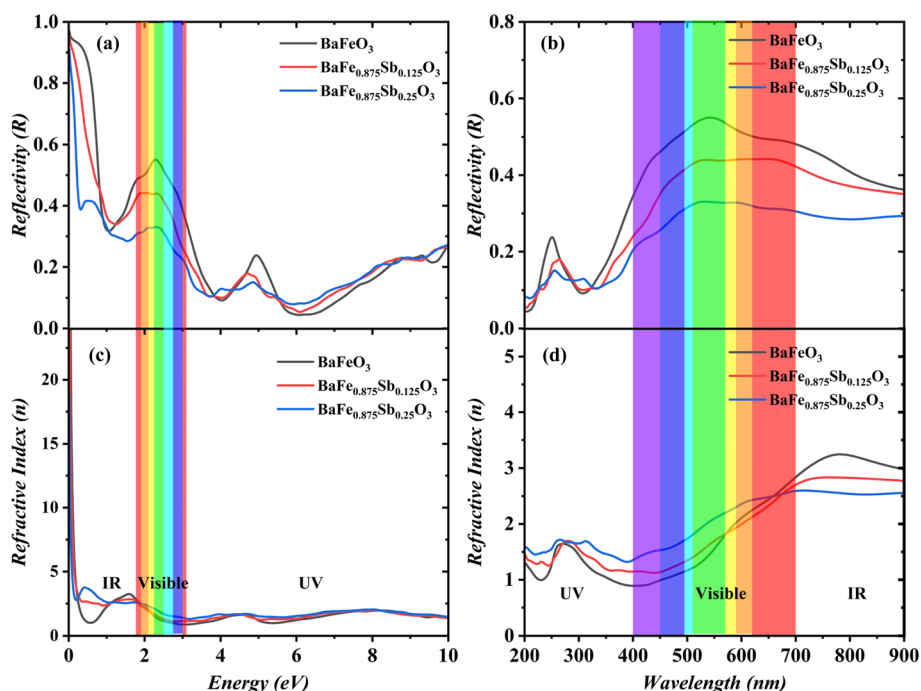 (a)
BaFeO₃
BaFe₀.₈₇₅Sb₀.₁₂₅O₃
BaFe₀.₈₇₅Sb₀.₂₅O₃
Reflectivity (R)
1.0
0.8
0.6
0.4
0.2
0.0
(b)
BaFeO₃
BaFe₀.₈₇₅Sb₀.₁₂₅O₃
BaFe₀.₈₇₅Sb₀.₂₅O₃
Reflectivity (R)
0.8
0.6
0.4
0.2
0.0
(c)
BaFeO₃
BaFe₀.₈₇₅Sb₀.₁₂₅O₃
BaFe₀.₈₇₅Sb₀.₂₅O₃
Refractive Index (n)
20
15
10
5
0
IR Visible UV
0 2 4 6 8 10
Energy (eV)
(d)
BaFeO₃
BaFe₀.₈₇₅Sb₀.₁₂₅O₃
BaFe₀.₈₇₅Sb₀.₂₅O₃
Refractive Index (n)
5
4
3
2
1
0
UV Visible IR
200 300 400 500 600 700 800 900
Wavelength (nm)